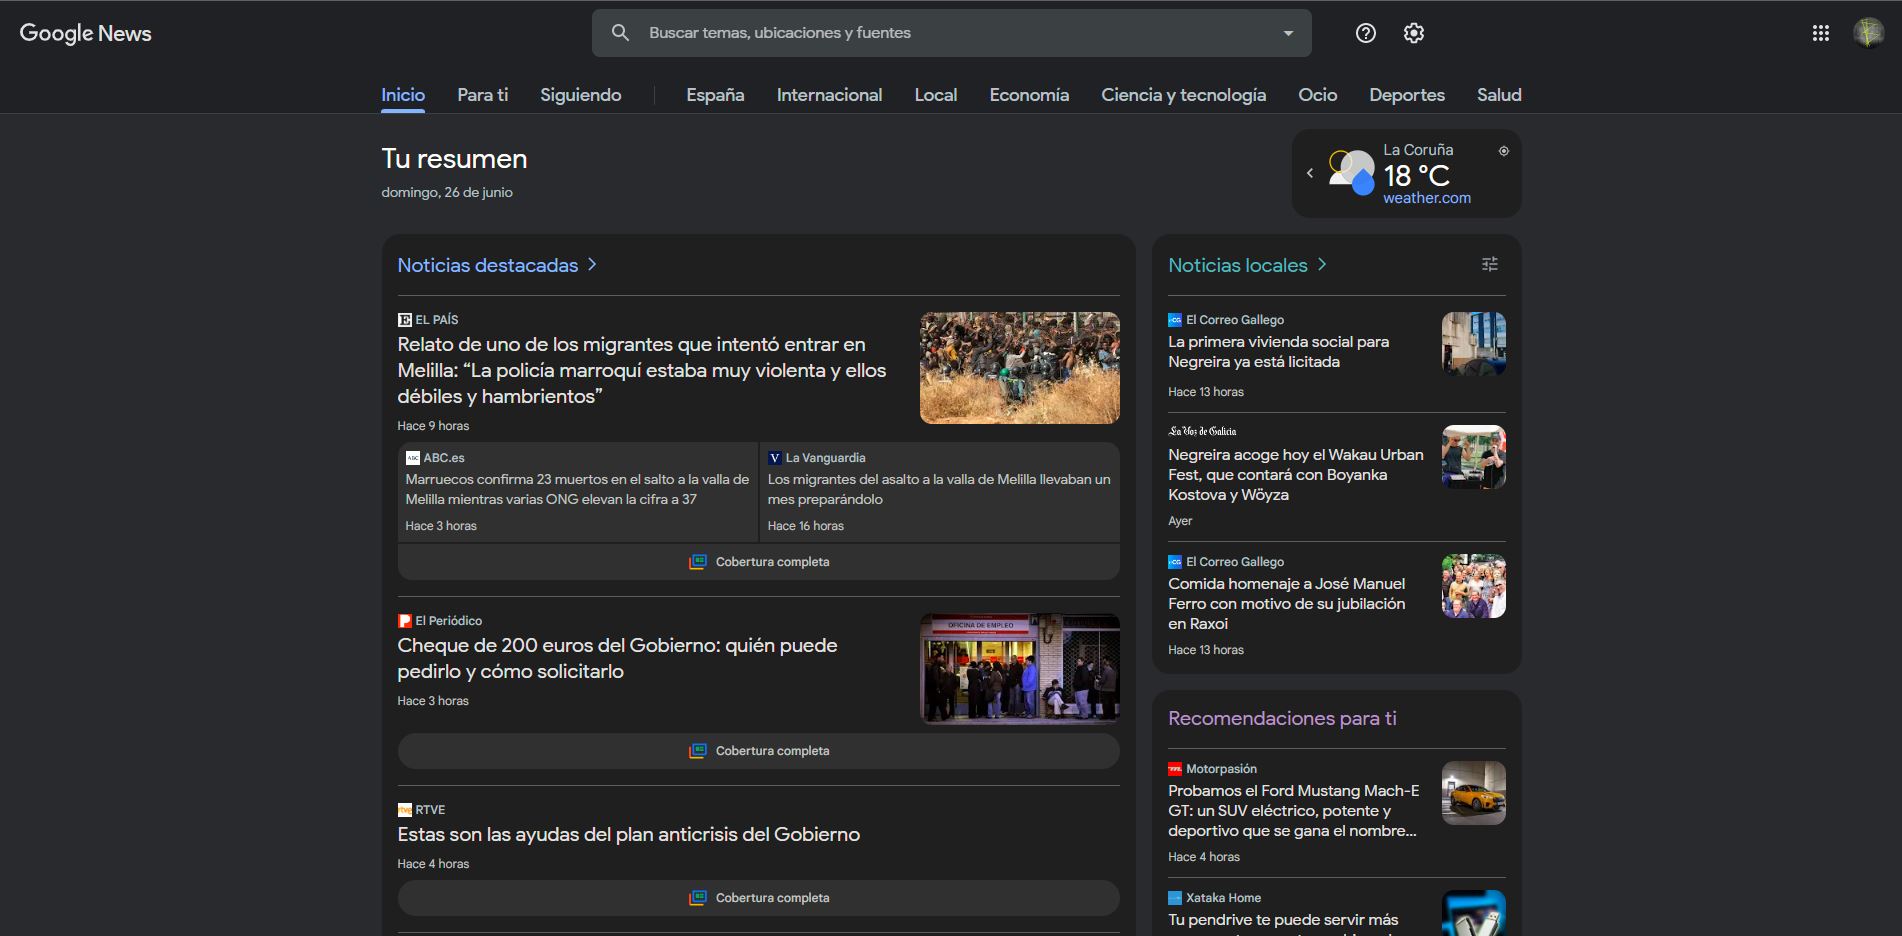 Google News
Buscar temas, ubicaciones y fuentes
Inicio Para ti Siguiendo España Internacional Local Economía Ciencia y tecnología Ocio Deportes Salud
Tu resumen
domingo, 26 de junio
La Coruña
18 °C
weather.com
Noticias destacadas
EL PAÍS
Relato de uno de los migrantes que intentó entrar en
Melilla: “La policía marroquí estaba muy violenta y ellos
débiles y hambrientos”
Hace 9 horas
ABC.es
Marruecos confirma 23 muertos en el salto a la valla de
Melilla mientras varias ONG elevan la cifra a 37
Hace 3 horas
La Vanguardia
Los migrantes del asalto a la valla de Melilla llevaban un
mes preparándolo
Hace 16 horas
Cobertura completa
El Periódico
Cheque de 200 euros del Gobierno: quién puede
pedirlo y cómo solicitarlo
Hace 3 horas
OFICINA DE EMPLEO
Cobertura completa
RTVE
Estas son las ayudas del plan anticrisis del Gobierno
Hace 4 horas
Cobertura completa
Noticias locales
El Correo Gallego
La primera vivienda social para
Negreira ya está licitada
Hace 13 horas
La Voz de Galicia
Negreira acoge hoy el Wakau Urban
Fest, que contará con Boyanka
Kostova y Wöyza
Ayer
El Correo Gallego
Comida homenaje a José Manuel
Ferro con motivo de su jubilación
en Raxoi
Hace 13 horas
Recomendaciones para ti
Motorpasión
Probamos el Ford Mustang Mach-E
GT: un SUV eléctrico, potente y
deportivo que se gana el nombre...
Hace 4 horas
Xataka Home
Tu pendrive te puede servir más